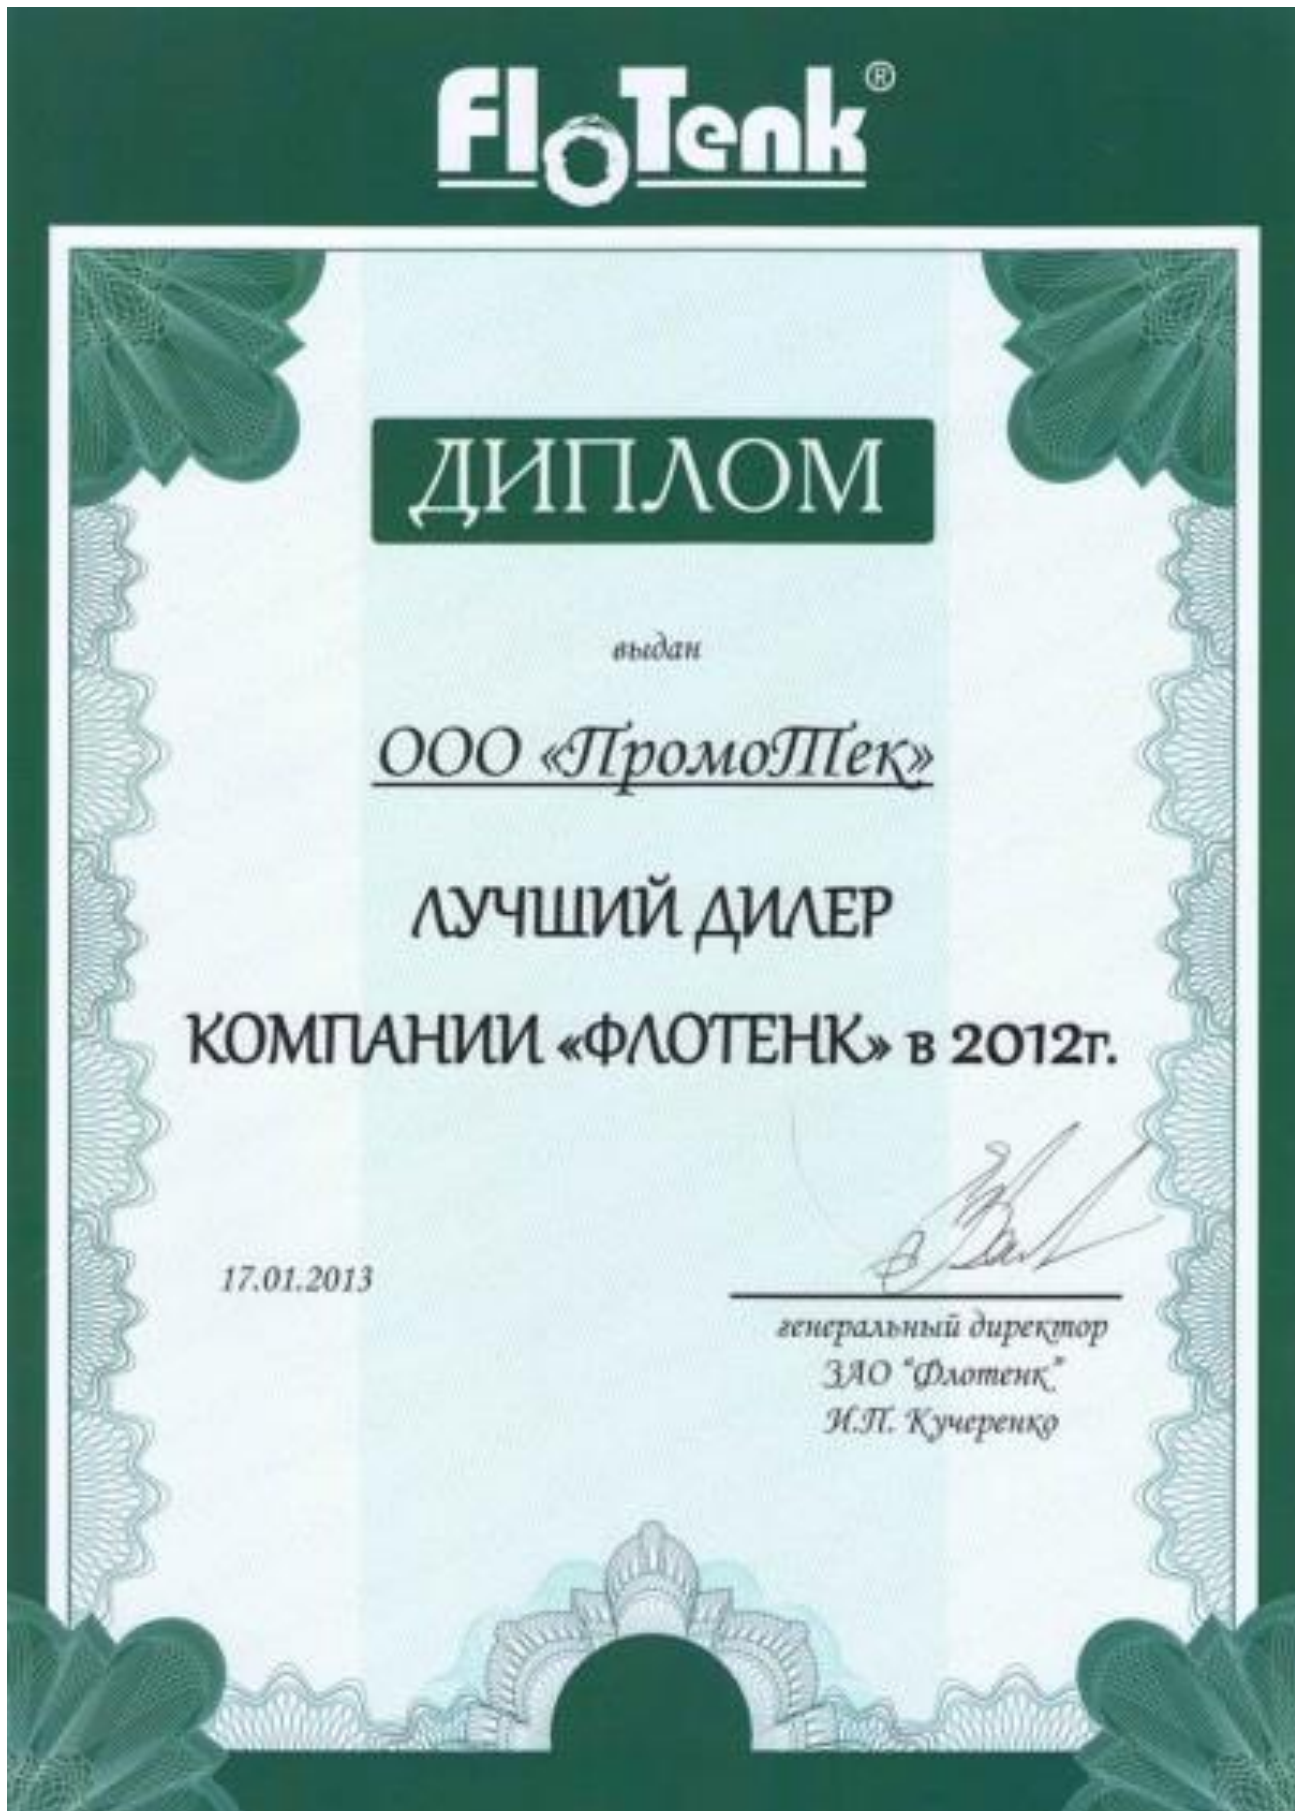 FloTenk®
ДИПЛОМ
выдан
ООО «ПромоТек»
ЛУЧШИЙ ДИЛЕР
КОМПАНИИ «ФЛОТЕНК» в 2012г.
17.01.2013
генеральный директор
ЗАО "Флотенк"
И.П. Кучеренко